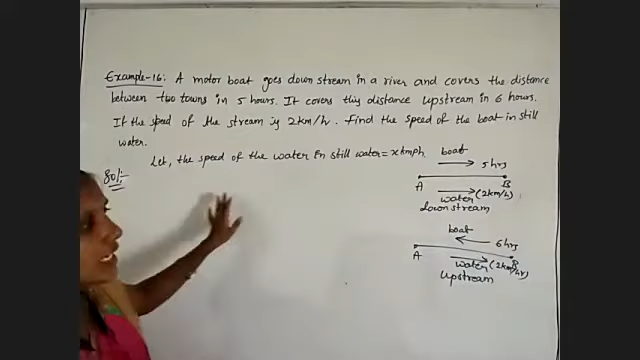 Example-16: A motor boat goes down stream in a river and covers the distance
between two towns in 5 hours. It covers this distance upstream in 6 hours.
If the speed of the stream is 2km/h. Find the speed of the boat in still
water.
Sol:-
Let, the speed of the water in still water = x kmph.
boat
5 hrs
A B
water (2km/h)
down stream
boat
6 hrs
A B
water (2km/hr)
Upstream